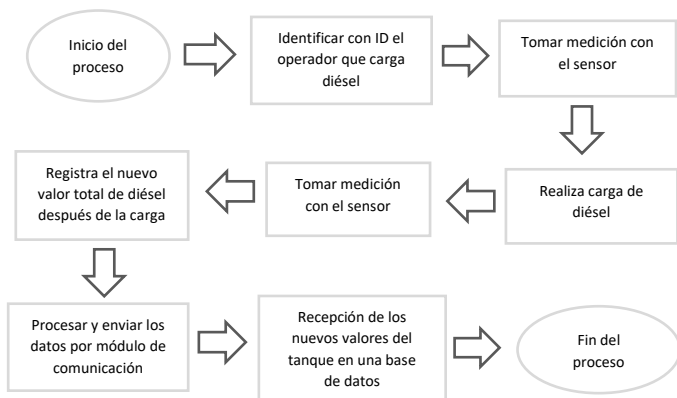 Inicio del
proceso
Identificar con ID el
operador que carga
diésel
Tomar medición con
el sensor
Realiza carga de
diésel
Tomar medición
con el sensor
Registra el nuevo
valor total de diésel
después de la carga
Procesar y enviar los
datos por módulo de
comunicación
Recepción de los
nuevos valores del
tanque en una base
de datos
Fin del
proceso